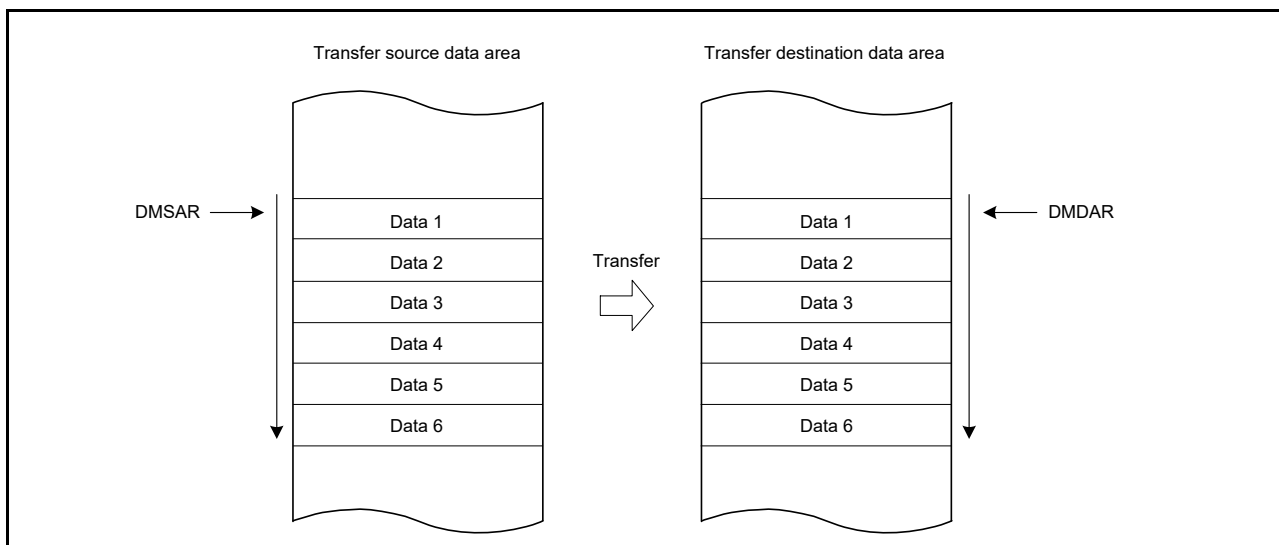 Transfer source data area
Transfer destination data area
DMSAR
Data 1
Data 2
Data 3
Data 4
Data 5
Data 6
Transfer
Data 1
Data 2
Data 3
Data 4
Data 5
Data 6
DMDAR